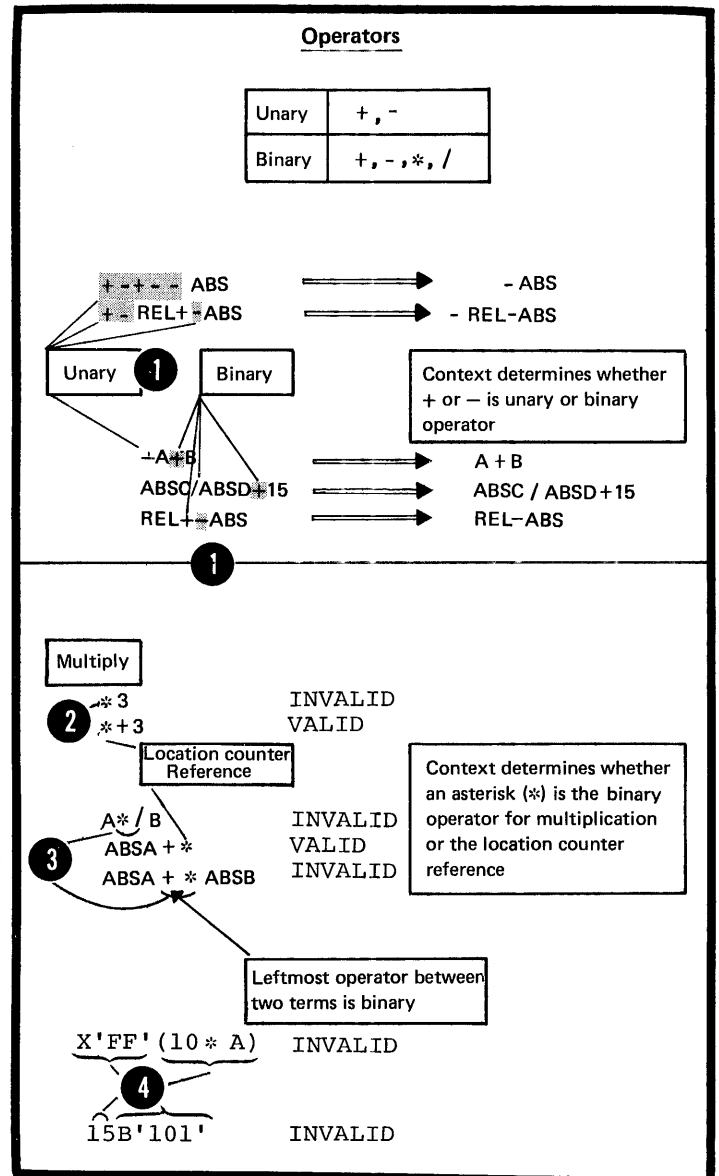 Operators
Unary +, -
Binary +, -, *, /
+ - + - - ABS - ABS
+ - REL+ -ABS - REL-ABS
Unary 1 Binary
Context determines whether
+ or — is unary or binary
operator
+A+B A + B
ABSC/ABSD+15 ABSC / ABSD+15
REL+-ABS REL-ABS
1
Multiply
2
*3 INVALID
*+3 VALID
Location counter
Reference
Context determines whether
an asterisk (*) is the binary
operator for multiplication
or the location counter
reference
3
A* / B INVALID
ABSA + * VALID
ABSA + * ABSB INVALID
Leftmost operator between
two terms is binary
X'FF' (10 * A) INVALID
4
15B'101' INVALID